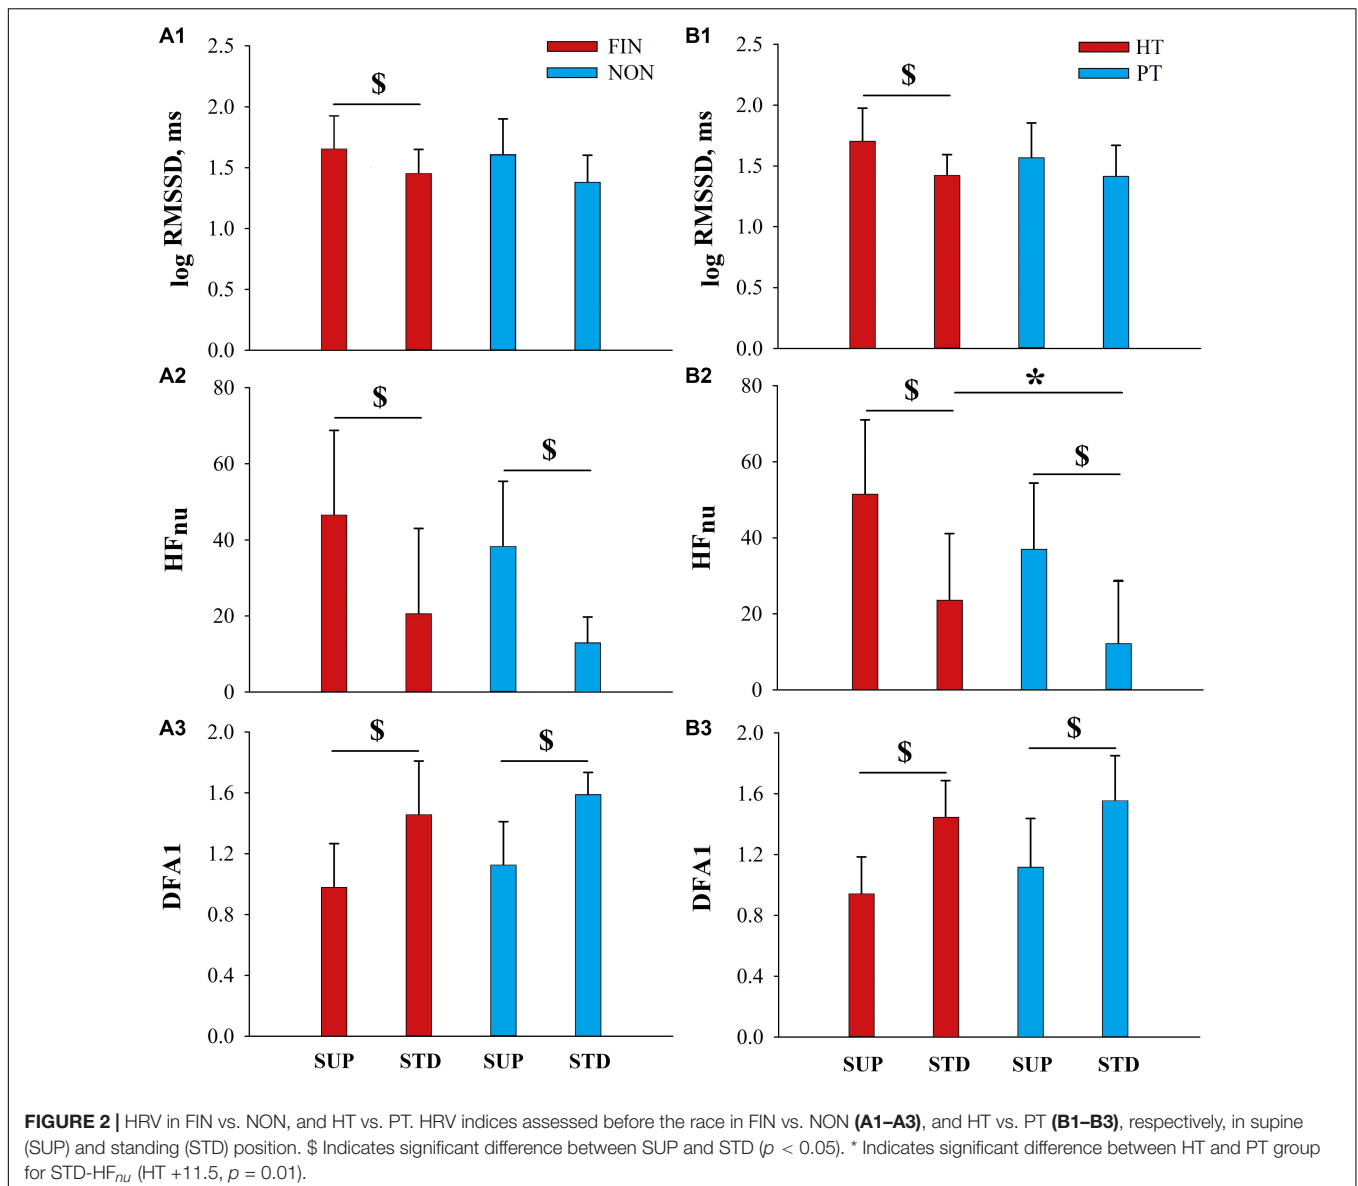 A1
2.5
2.0
1.5
1.0
0.5
0.0
log RMSSD, ms
FIN
NON
$
B1
2.5
2.0
1.5
1.0
0.5
0.0
log RMSSD, ms
HT
PT
$
A2
80
60
40
20
0
HFnu
$
$
B2
80
60
40
20
0
HFnu
$
*
$
A3
2.0
1.6
1.2
0.8
0.4
0.0
DFA1
$
$
SUP STD SUP STD
B3
2.0
1.6
1.2
0.8
0.4
0.0
DFA1
$
$
SUP STD SUP STD
FIGURE 2 | HRV in FIN vs. NON, and HT vs. PT. HRV indices assessed before the race in FIN vs. NON (A1–A3), and HT vs. PT (B1–B3), respectively, in supine
(SUP) and standing (STD) position. $ Indicates significant difference between SUP and STD (p < 0.05). * Indicates significant difference between HT and PT group
for STD-HFnu (HT +11.5, p = 0.01).